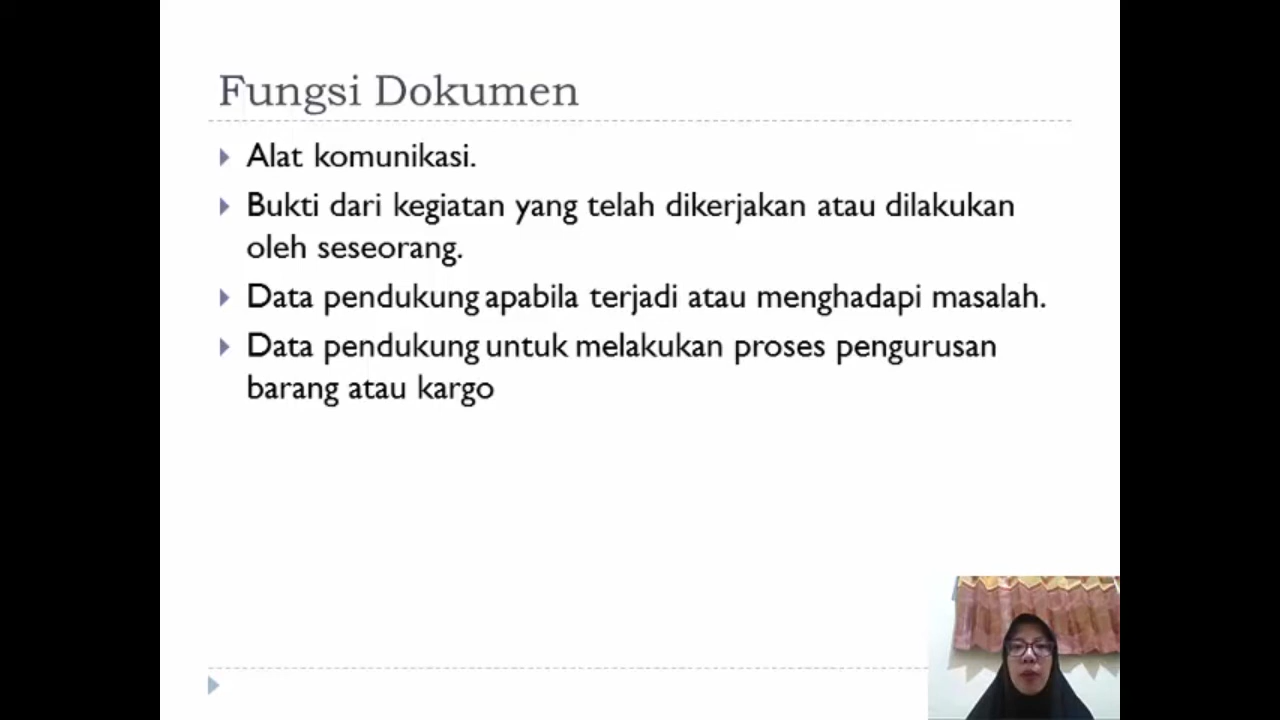 Fungsi Dokumen
Alat komunikasi.
Bukti dari kegiatan yang telah dikerjakan atau dilakukan
oleh seseorang.
Data pendukung apabila terjadi atau menghadapi masalah.
Data pendukung untuk melakukan proses pengurusan
barang atau kargo